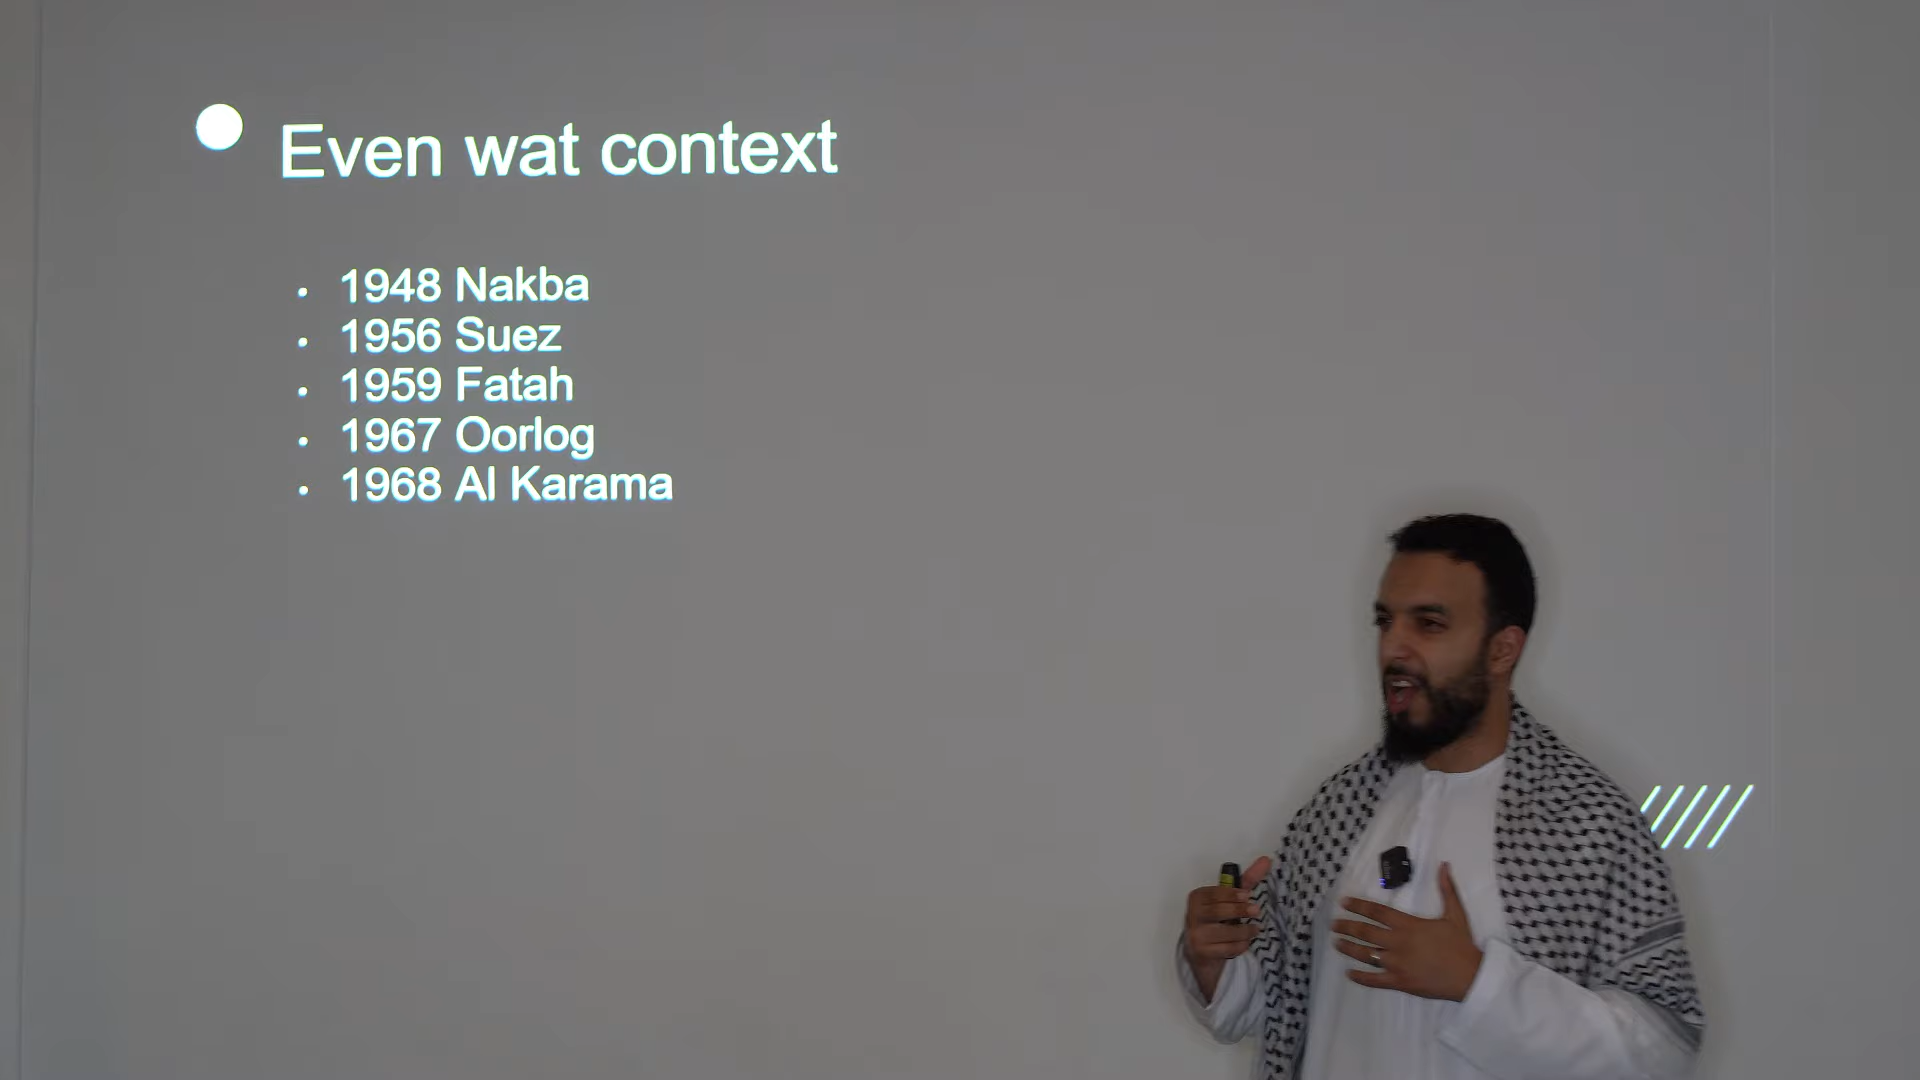 Even wat context
1948 Nakba
1956 Suez
1959 Fatah
1967 Oorlog
1968 Al Karama